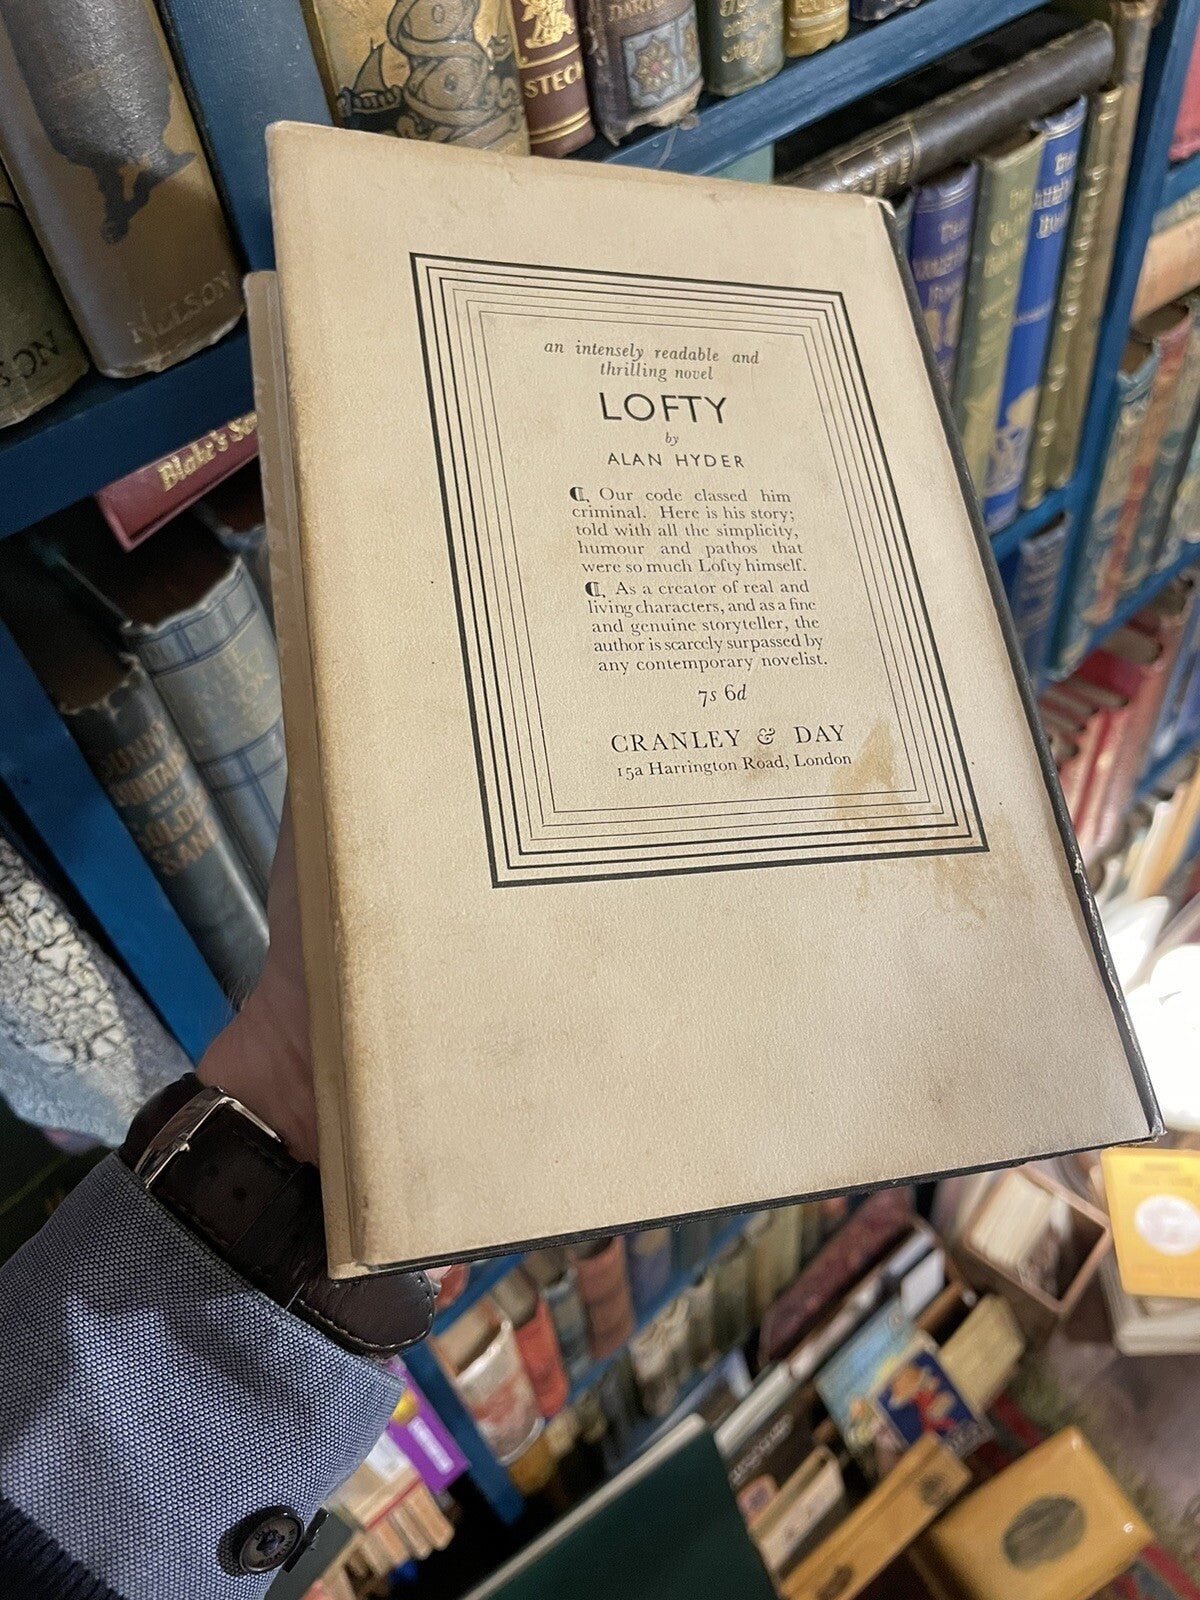 STECH
NELSON
Blake's
an intensely readable and
thrilling novel
LOFTY
by
ALAN HYDER
Our code classed him
criminal. Here is his story;
told with all the simplicity,
humour and pathos that
were so much Lofty himself.
As a creator of real and
living characters, and as a fine
and genuine storyteller, the
author is scarcely surpassed by
any contemporary novelist.
7s 6d
CRANLEY & DAY
15a Harrington Road, London